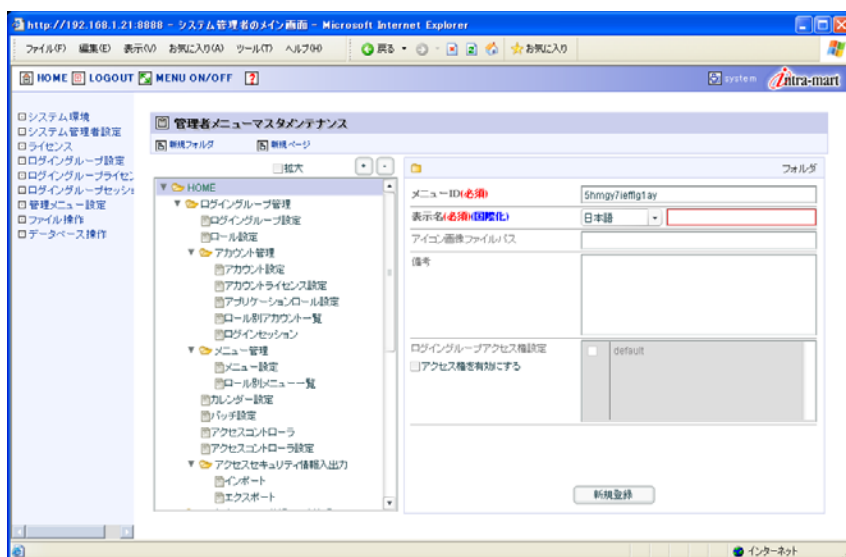 http://192.168.1.21:8888 - システム管理者のメイン画面 - Microsoft Internet Explorer
ファイル(F) 編集(E) 表示(V) お気に入り(A) ツール(T) ヘルプ(H) 戻る お気に入り
HOME LOGOUT MENU ON/OFF ? system intra-mart
システム環境
システム管理者設定
ライセンス
ログイングループ設定
ログイングループライセ
ログイングループセッシ
管理メニュー設定
ファイル操作
データベース操作
管理者メニューマスタメンテナンス
新規フォルダ 新規ページ
拡大 + -
HOME
ログイングループ管理
ログイングループ設定
ロール設定
アカウント管理
アカウント設定
アカウントライセンス設定
アプリケーションロール設定
ロール別アカウント一覧
ログインセッション
メニュー管理
メニュー設定
ロール別メニュー一覧
カレンダー設定
バッチ設定
アクセスコントローラ
アクセスコントローラ設定
アクセスセキュリティ情報入出力
インポート
エクスポート
フォルダ
メニューID(必須) 5hmgy7ieffig1ay
表示名(必須)(国際化) 日本語
アイコン画像ファイルパス
備考
ログイングループアクセス権設定 default
アクセス権を有効にする
新規登録
インターネット